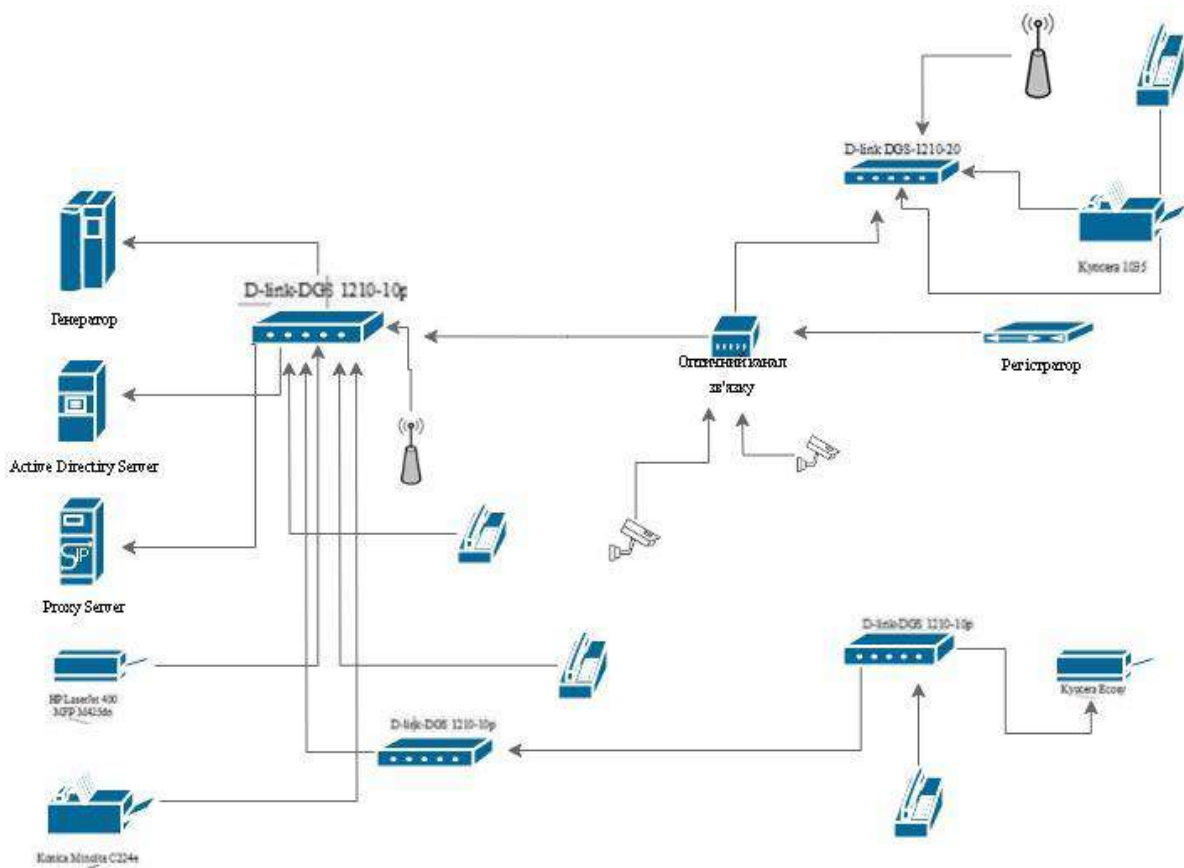 D-link DGS-1210-20
Kyocera 1035
D-link-DGS 1210-10p
Генератор
Оптичний канал
зв'язку
Регістратор
Active Directiry Server
SIP
Proxy Server
D-link-DGS 1210-10p
HP LaserJet 400
MFP M425dn
Kyocera Ecosy
D-link-DGS 1210-10p
Konica Minolta C224e